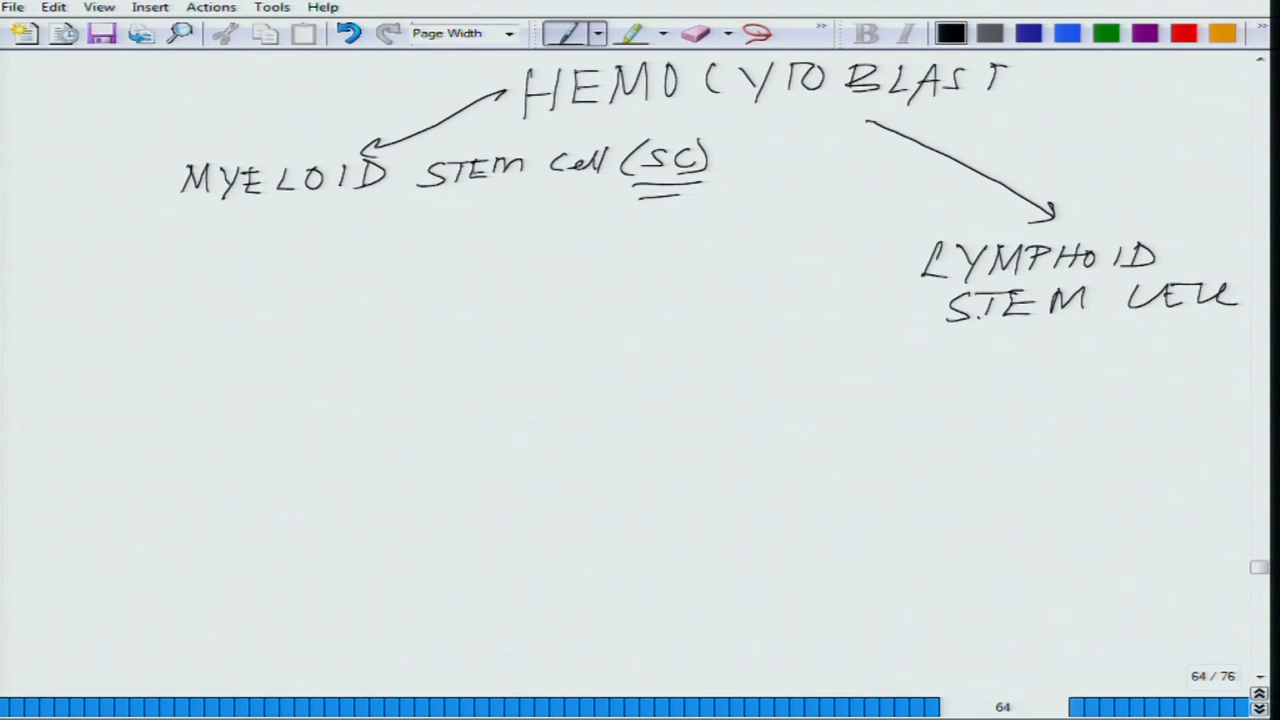 File Edit View Insert Actions Tools Help
Page Width B I
HEMOCYTOBLAST
MYELOID STEM Cell (SC)
LYMPHOID
STEM CELL
64 / 76
64